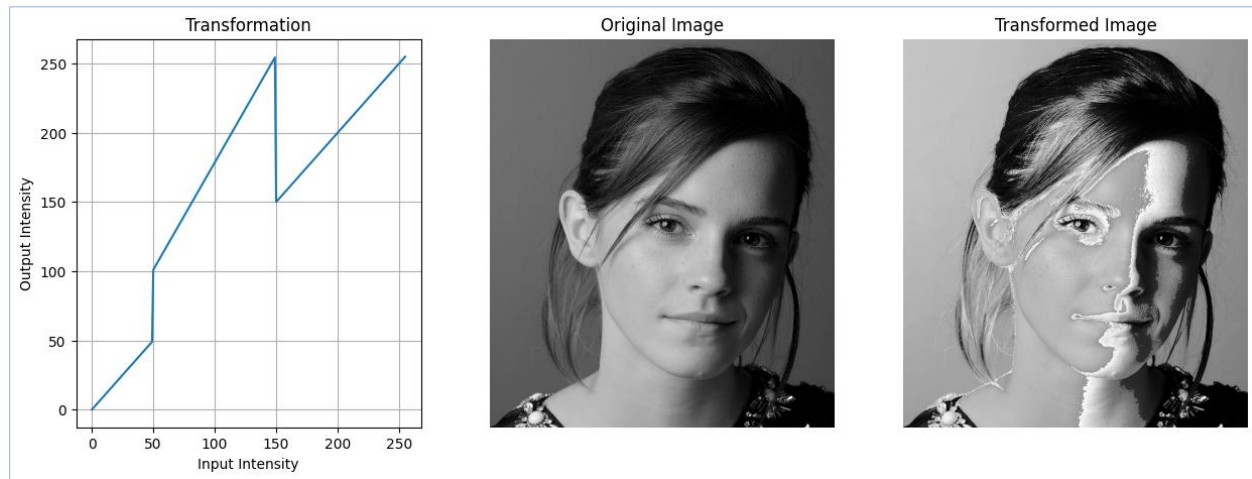 Transformation
Original Image
Transformed Image
Output Intensity
250
200
150
100
50
0
0 50 100 150 200 250
Input Intensity